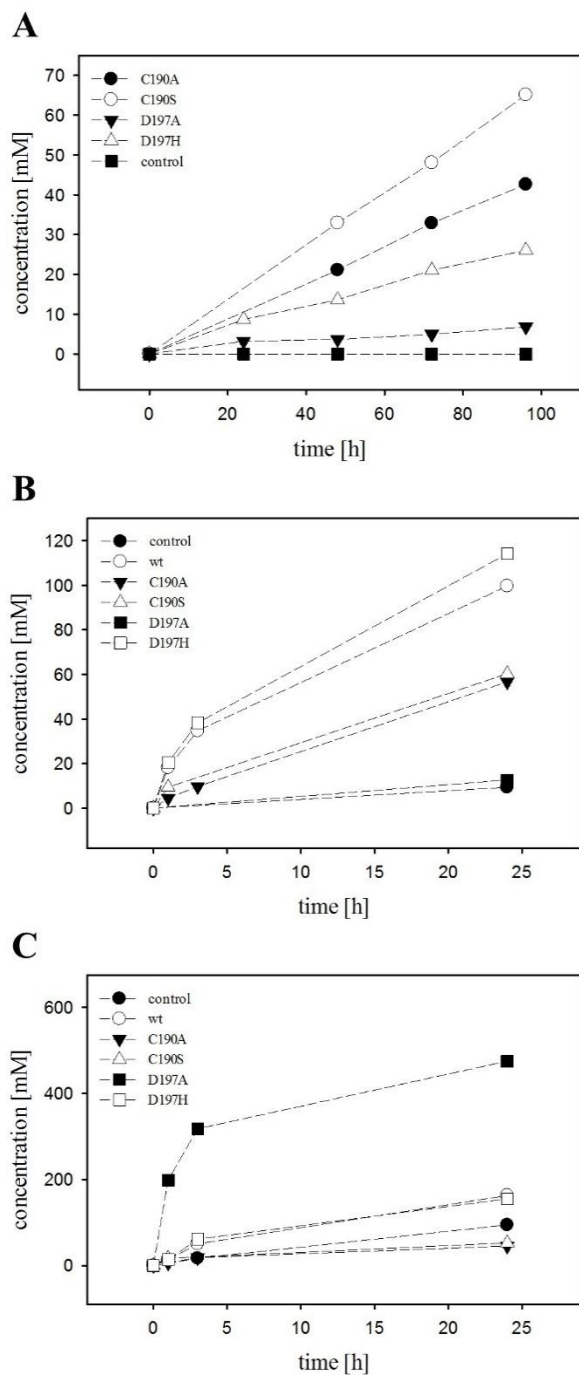 A
70
60
50
40
30
20
10
0
concentration [mM]
C190A
C190S
D197A
D197H
control
0 20 40 60 80 100
time [h]
B
120
100
80
60
40
20
0
concentration [mM]
control
wt
C190A
C190S
D197A
D197H
0 5 10 15 20 25
time [h]
C
600
400
200
0
concentration [mM]
control
wt
C190A
C190S
D197A
D197H
0 5 10 15 20 25
time [h]